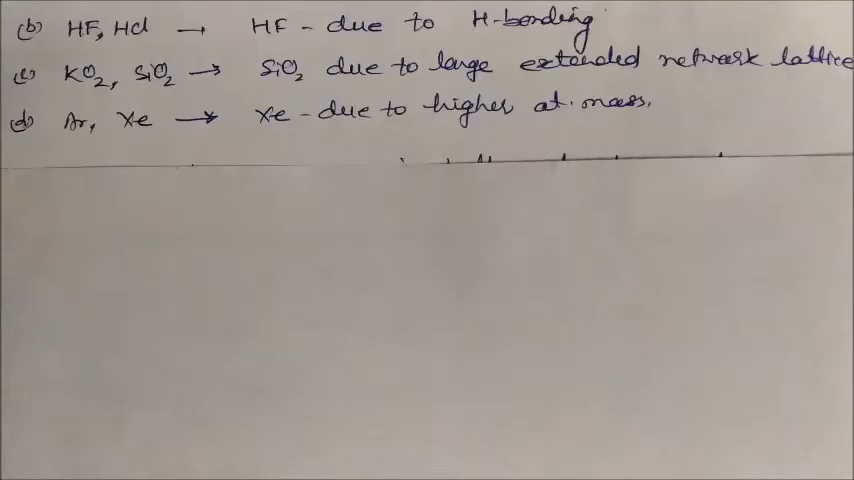 (b) HF, HCl → HF - due to H-bonding
(c) KO2, SiO2 → SiO2 due to large extended network lattice
(d) Ar, Xe → Xe - due to higher at. mass.